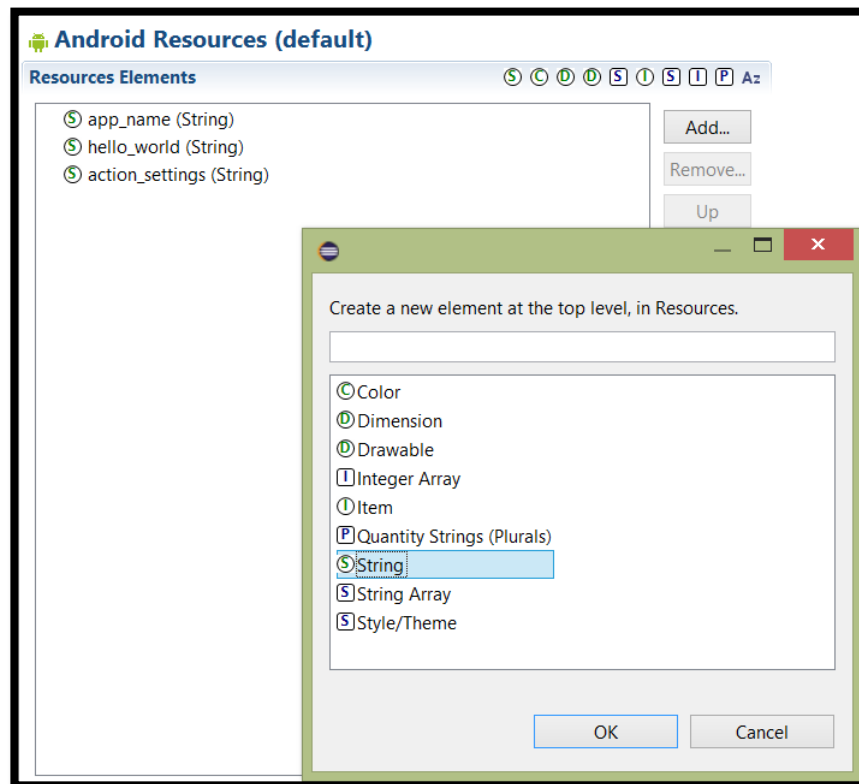 Android Resources (default)
Resources Elements S C D D S I S I P Az
S app_name (String)
S hello_world (String)
S action_settings (String)
Add...
Remove...
Up
Create a new element at the top level, in Resources.
C Color
D Dimension
D Drawable
I Integer Array
I Item
P Quantity Strings (Plurals)
S String
S String Array
S Style/Theme
OK Cancel